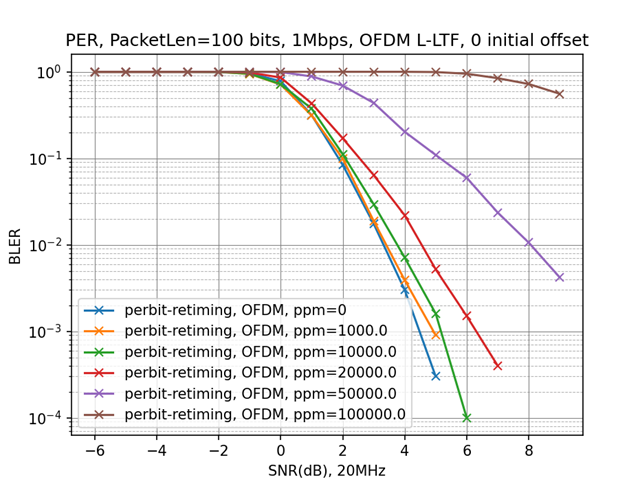 PER, PacketLen=100 bits, 1Mbps, OFDM L-LTF, 0 initial offset
10⁰
10⁻¹
10⁻²
10⁻³
10⁻⁴
BLER
perbit-retiming, OFDM, ppm=0
perbit-retiming, OFDM, ppm=1000.0
perbit-retiming, OFDM, ppm=10000.0
perbit-retiming, OFDM, ppm=20000.0
perbit-retiming, OFDM, ppm=50000.0
perbit-retiming, OFDM, ppm=100000.0
−6 −4 −2 0 2 4 6 8
SNR(dB), 20MHz